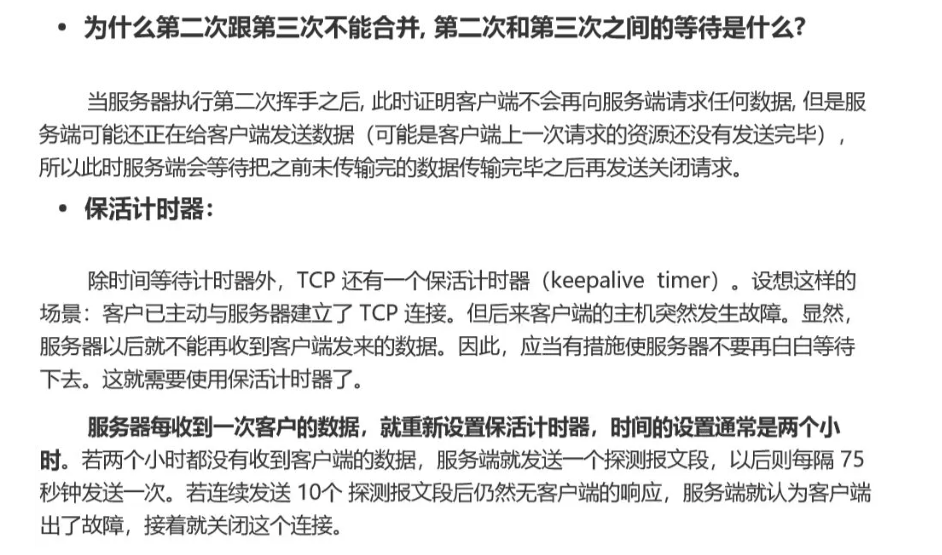 • 为什么第二次跟第三次不能合并, 第二次和第三次之间的等待是什么?
当服务器执行第二次挥手之后, 此时证明客户端不会再向服务端请求任何数据, 但是服
务端可能还正在给客户端发送数据（可能是客户端上一次请求的资源还没有发送完毕），
所以此时服务端会等待把之前未传输完的数据传输完毕之后再发送关闭请求。
• 保活计时器：
除时间等待计时器外，TCP 还有一个保活计时器（keepalive timer）。设想这样的
场景：客户已主动与服务器建立了 TCP 连接。但后来客户端的主机突然发生故障。显然，
服务器以后就不能再收到客户端发来的数据。因此，应当有措施使服务器不要再白白等待
下去。这就需要使用保活计时器了。
服务器每收到一次客户的数据，就重新设置保活计时器，时间的设置通常是两个小
时。若两个小时都没有收到客户端的数据，服务端就发送一个探测报文段，以后则每隔 75
秒钟发送一次。若连续发送 10个 探测报文段后仍然无客户端的响应，服务端就认为客户端
出了故障，接着就关闭这个连接。